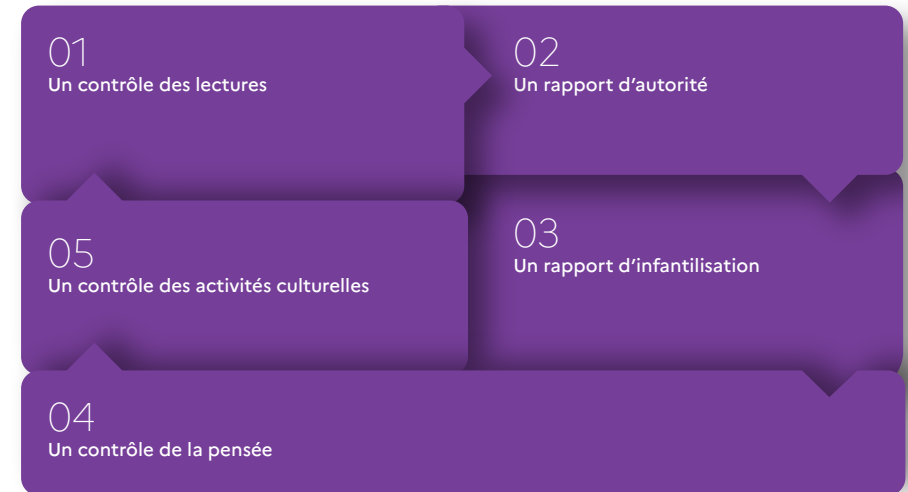 01
Un contrôle des lectures
02
Un rapport d’autorité
03
Un rapport d’infantilisation
04
Un contrôle de la pensée
05
Un contrôle des activités culturelles